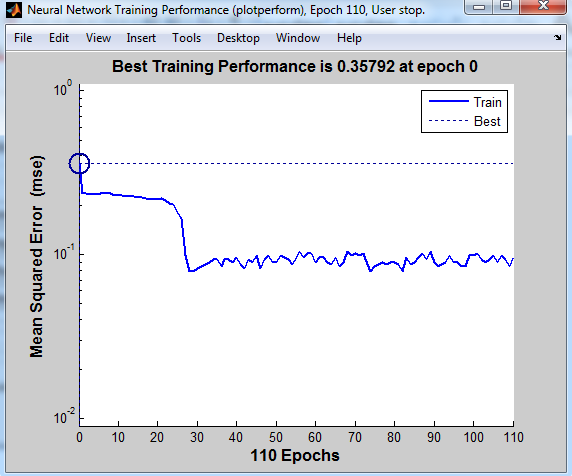 Neural Network Training Performance (plotperform), Epoch 110, User stop.
File Edit View Insert Tools Desktop Window Help
Best Training Performance is 0.35792 at epoch 0
Train
Best
Mean Squared Error (mse)
10^0
10^-1
10^-2
0 10 20 30 40 50 60 70 80 90 100 110
110 Epochs